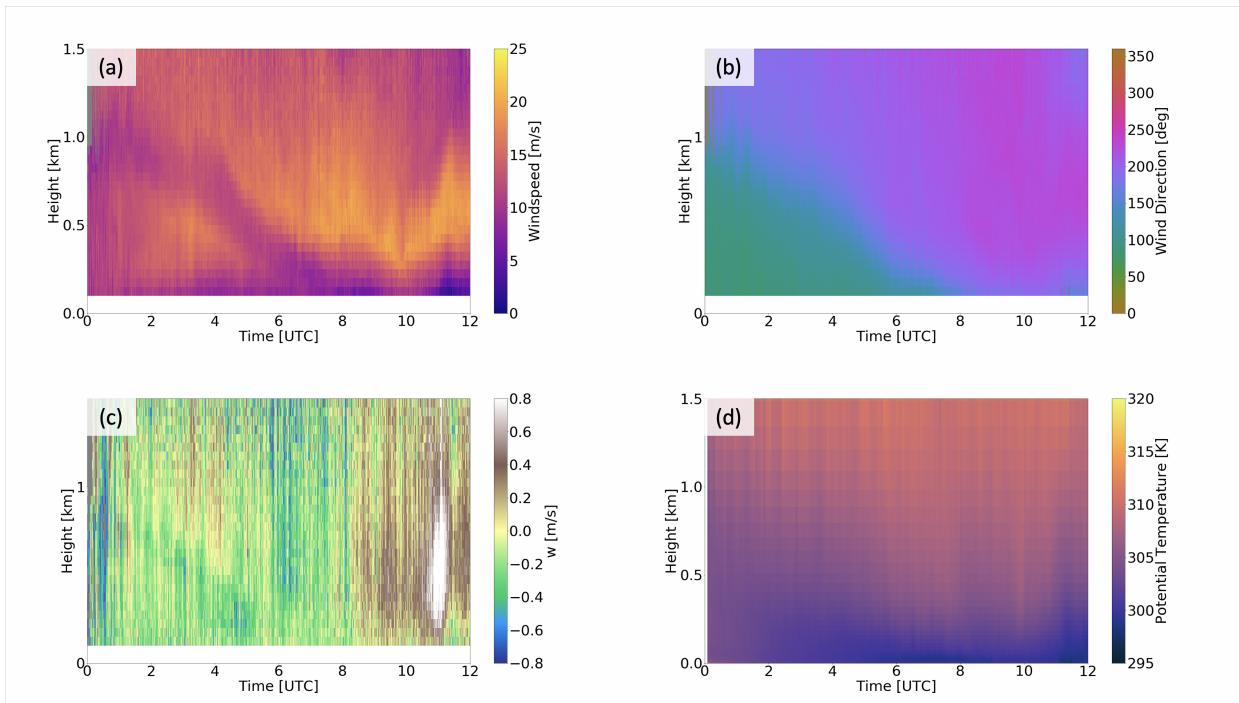 (a)
1.5
1.0
0.5
0.0
Height [km]
0 2 4 6 8 10 12
Time [UTC]
25
20
15
10
5
0
Windspeed [m/s]
(b)
1
0
Height [km]
0 2 4 6 8 10 12
Time [UTC]
350
300
250
200
150
100
50
0
Wind Direction [deg]
(c)
1
0
Height [km]
0 2 4 6 8 10 12
Time [UTC]
0.8
0.6
0.4
0.2
0.0
−0.2
−0.4
−0.6
−0.8
w [m/s]
(d)
1.5
1.0
0.5
0.0
Height [km]
0 2 4 6 8 10 12
Time [UTC]
320
315
310
305
300
295
Potential Temperature [K]